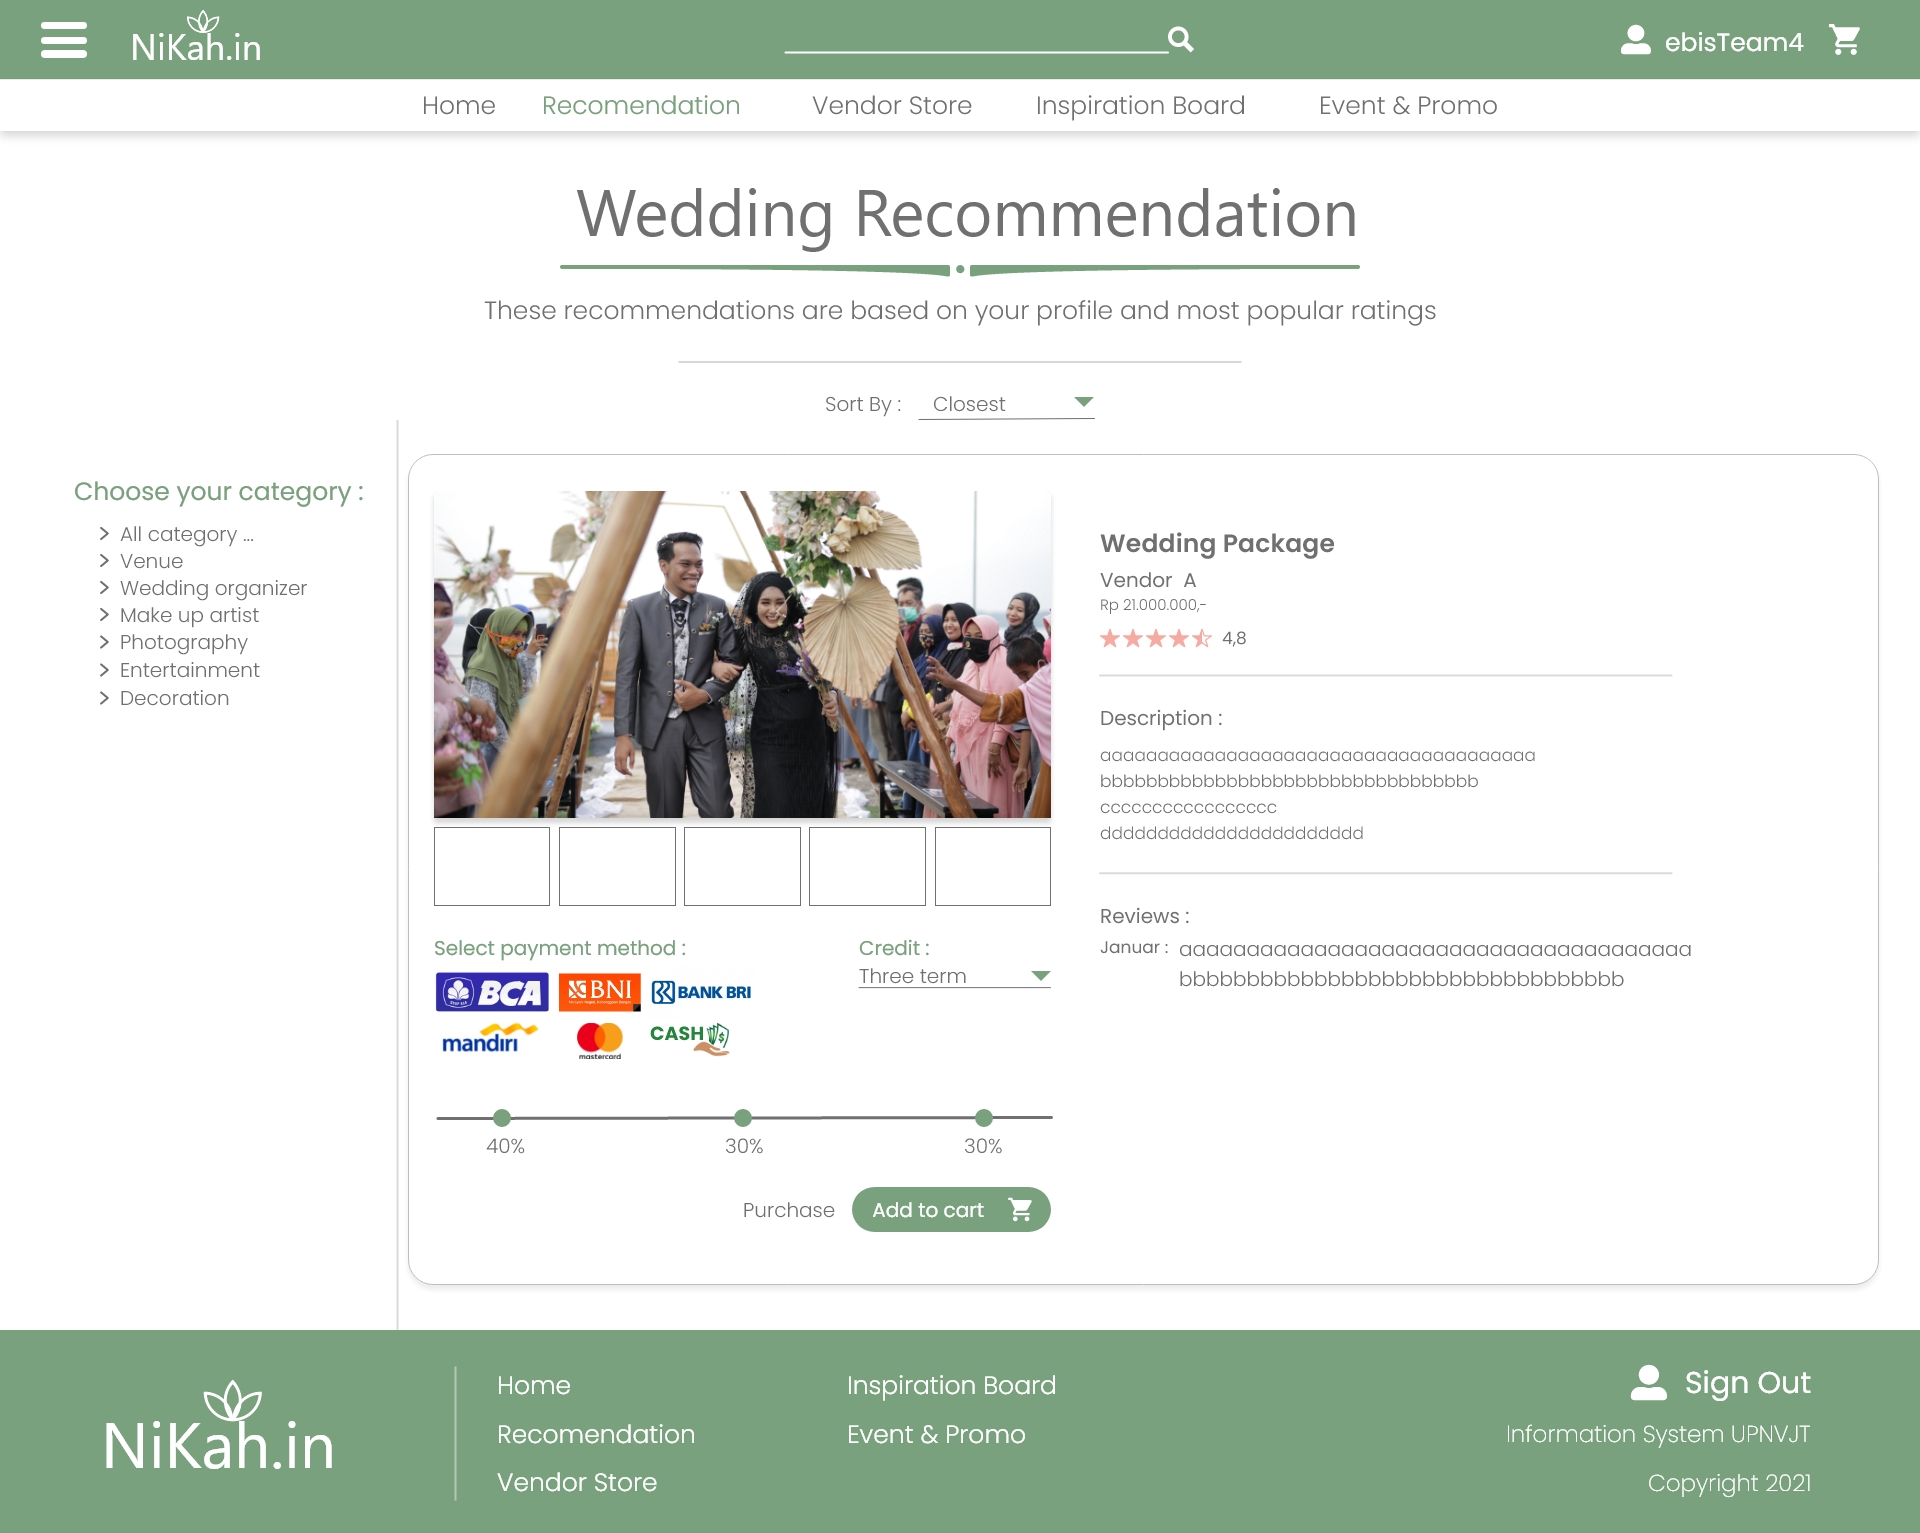 NiKah.in
ebisTeam4
Home Recomendation Vendor Store Inspiration Board Event & Promo
Wedding Recommendation
These recommendations are based on your profile and most popular ratings
Sort By : Closest
Choose your category :
All category ...
Venue
Wedding organizer
Make up artist
Photography
Entertainment
Decoration
Wedding Package
Vendor A
Rp 21.000.000,-
4,8
Description :
aaaaaaaaaaaaaaaaaaaaaaaaaaaaaaaaaaaaaa
bbbbbbbbbbbbbbbbbbbbbbbbbbbbbbbbb
ccccccccccccccccc
ddddddddddddddddddddddd
Reviews :
Januar : aaaaaaaaaaaaaaaaaaaaaaaaaaaaaaaaaaaaaa
bbbbbbbbbbbbbbbbbbbbbbbbbbbbbbbbb
Select payment method :
BCA BNI BANK BRI
mandiri mastercard CASH
Credit :
Three term
40% 30% 30%
Purchase Add to cart
NiKah.in
Home
Recomendation
Vendor Store
Inspiration Board
Event & Promo
Sign Out
Information System UPNVJT
Copyright 2021